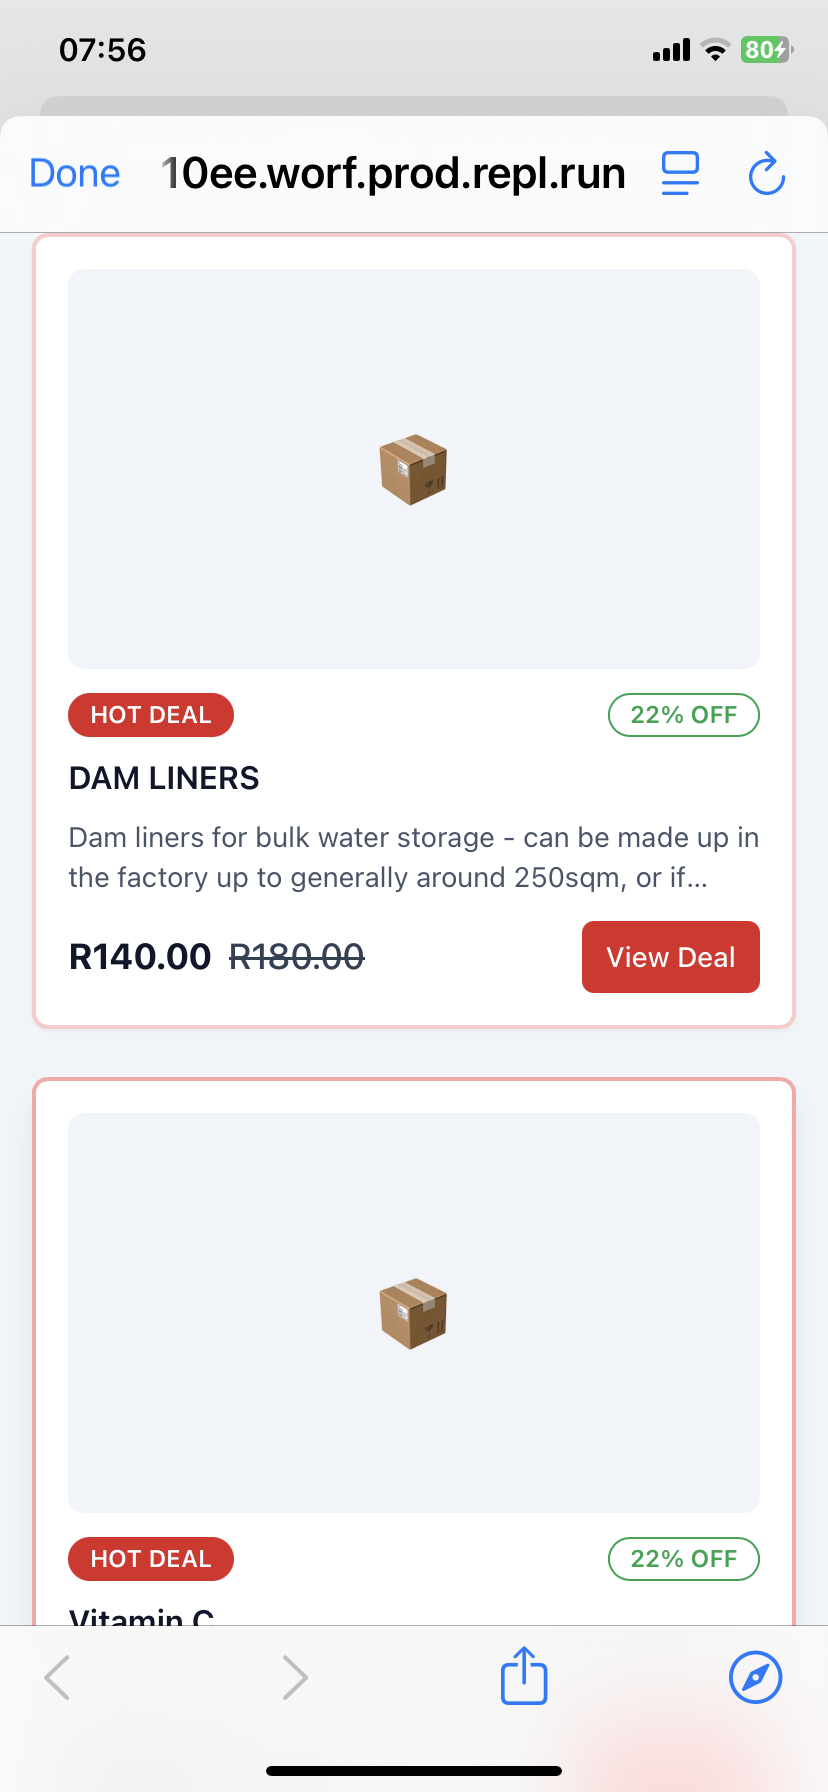 07:56
80
Done
10ee.worf.prod.repl.run
HOT DEAL
22% OFF
DAM LINERS
Dam liners for bulk water storage - can be made up in
the factory up to generally around 250sqm, or if...
R140.00 R180.00
View Deal
HOT DEAL
22% OFF
Vitamin C